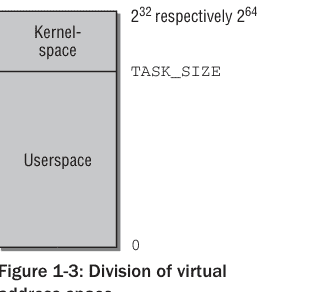 2³² respectively 2⁶⁴
Kernel-
space
TASK_SIZE
Userspace
0
Figure 1-3: Division of virtual
address space